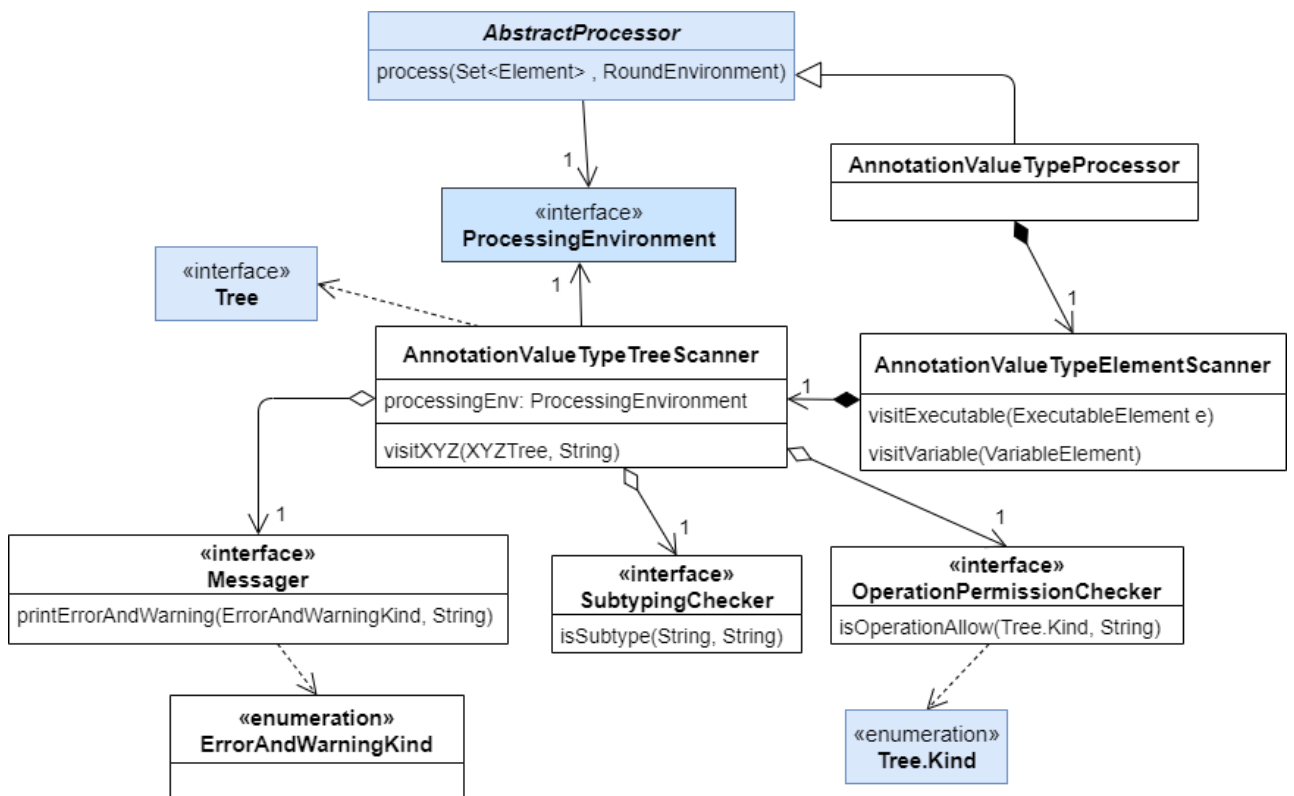 AbstractProcessor
process(Set<Element> , RoundEnvironment)
1
AnnotationValueTypeProcessor
«interface»
ProcessingEnvironment
«interface»
Tree
1
1
AnnotationValueTypeTreeScanner
processingEnv: ProcessingEnvironment
visitXYZ(XYZTree, String)
1
AnnotationValueTypeElementScanner
visitExecutable(ExecutableElement e)
visitVariable(VariableElement)
1
1
1
«interface»
Messager
printErrorAndWarning(ErrorAndWarningKind, String)
«interface»
SubtypingChecker
isSubtype(String, String)
«interface»
OperationPermissionChecker
isOperationAllow(Tree.Kind, String)
«enumeration»
ErrorAndWarningKind
«enumeration»
Tree.Kind